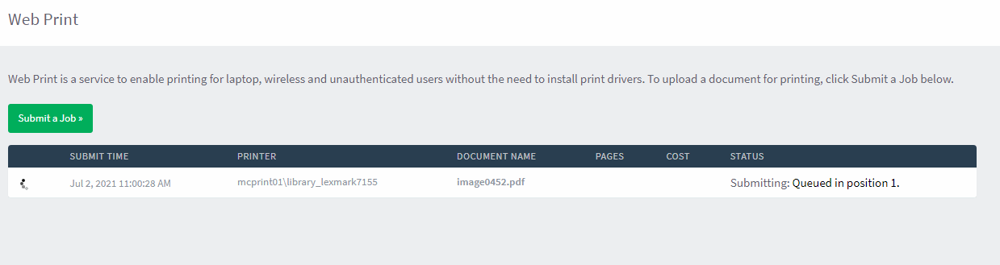 Web Print
Web Print is a service to enable printing for laptop, wireless and unauthenticated users without the need to install print drivers. To upload a document for printing, click Submit a Job below.
Submit a Job »
SUBMIT TIME PRINTER DOCUMENT NAME PAGES COST STATUS
Jul 2, 2021 11:00:28 AM mcprint01\library_lexmark7155 image0452.pdf Submitting: Queued in position 1.